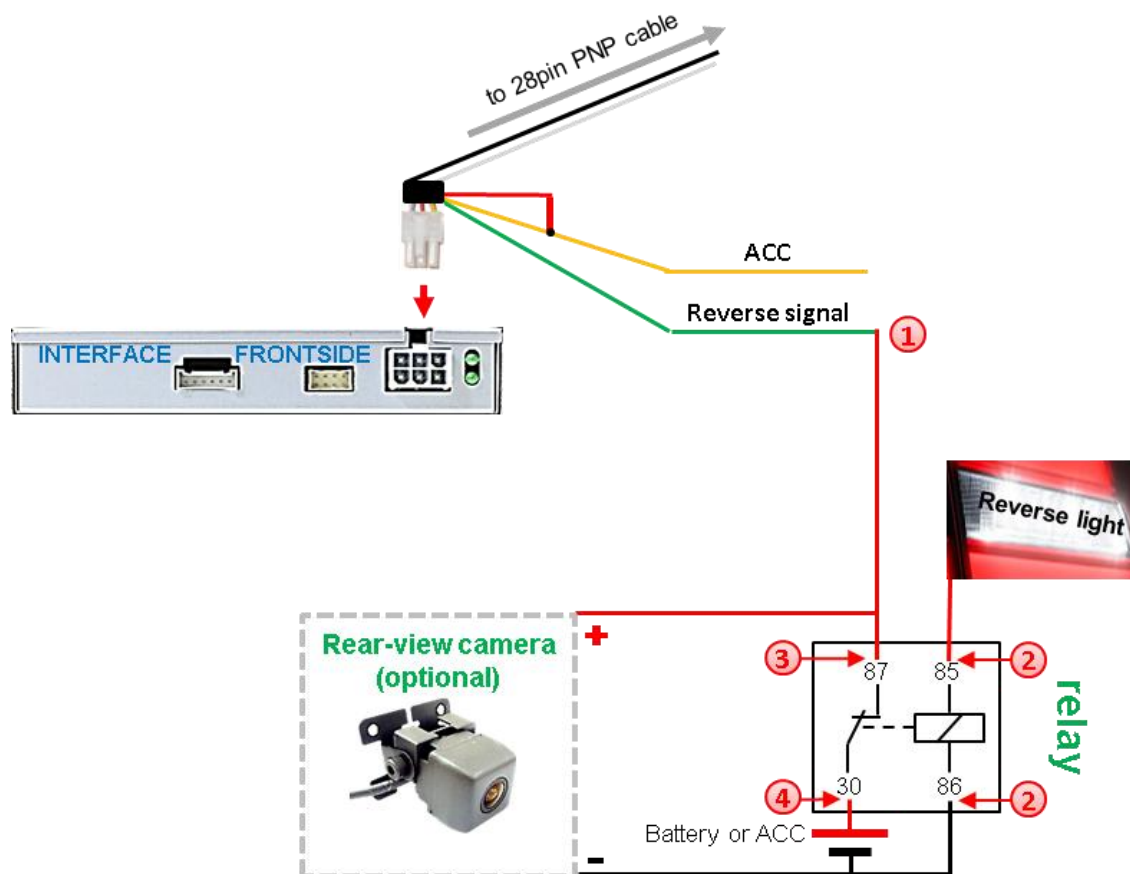 to 28pin PNP cable
ACC
Reverse signal
1
INTERFACE
FRONTSIDE
Reverse light
Rear-view camera
(optional)
+
3
87
85
2
relay
4
30
86
2
Battery or ACC
-